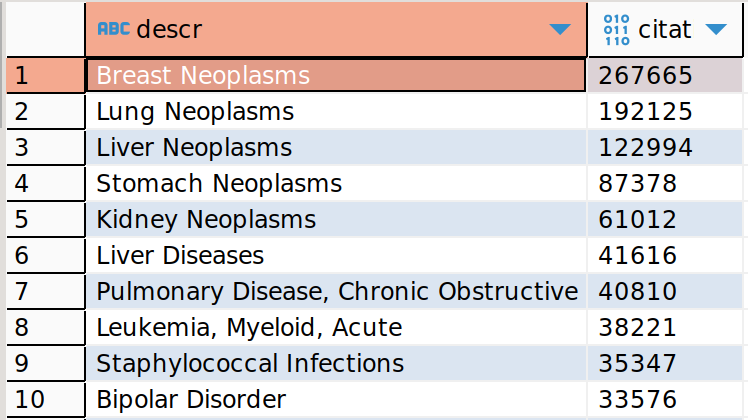 ABC descr 010 011 110 citat
1 Breast Neoplasms 267665
2 Lung Neoplasms 192125
3 Liver Neoplasms 122994
4 Stomach Neoplasms 87378
5 Kidney Neoplasms 61012
6 Liver Diseases 41616
7 Pulmonary Disease, Chronic Obstructive 40810
8 Leukemia, Myeloid, Acute 38221
9 Staphylococcal Infections 35347
10 Bipolar Disorder 33576